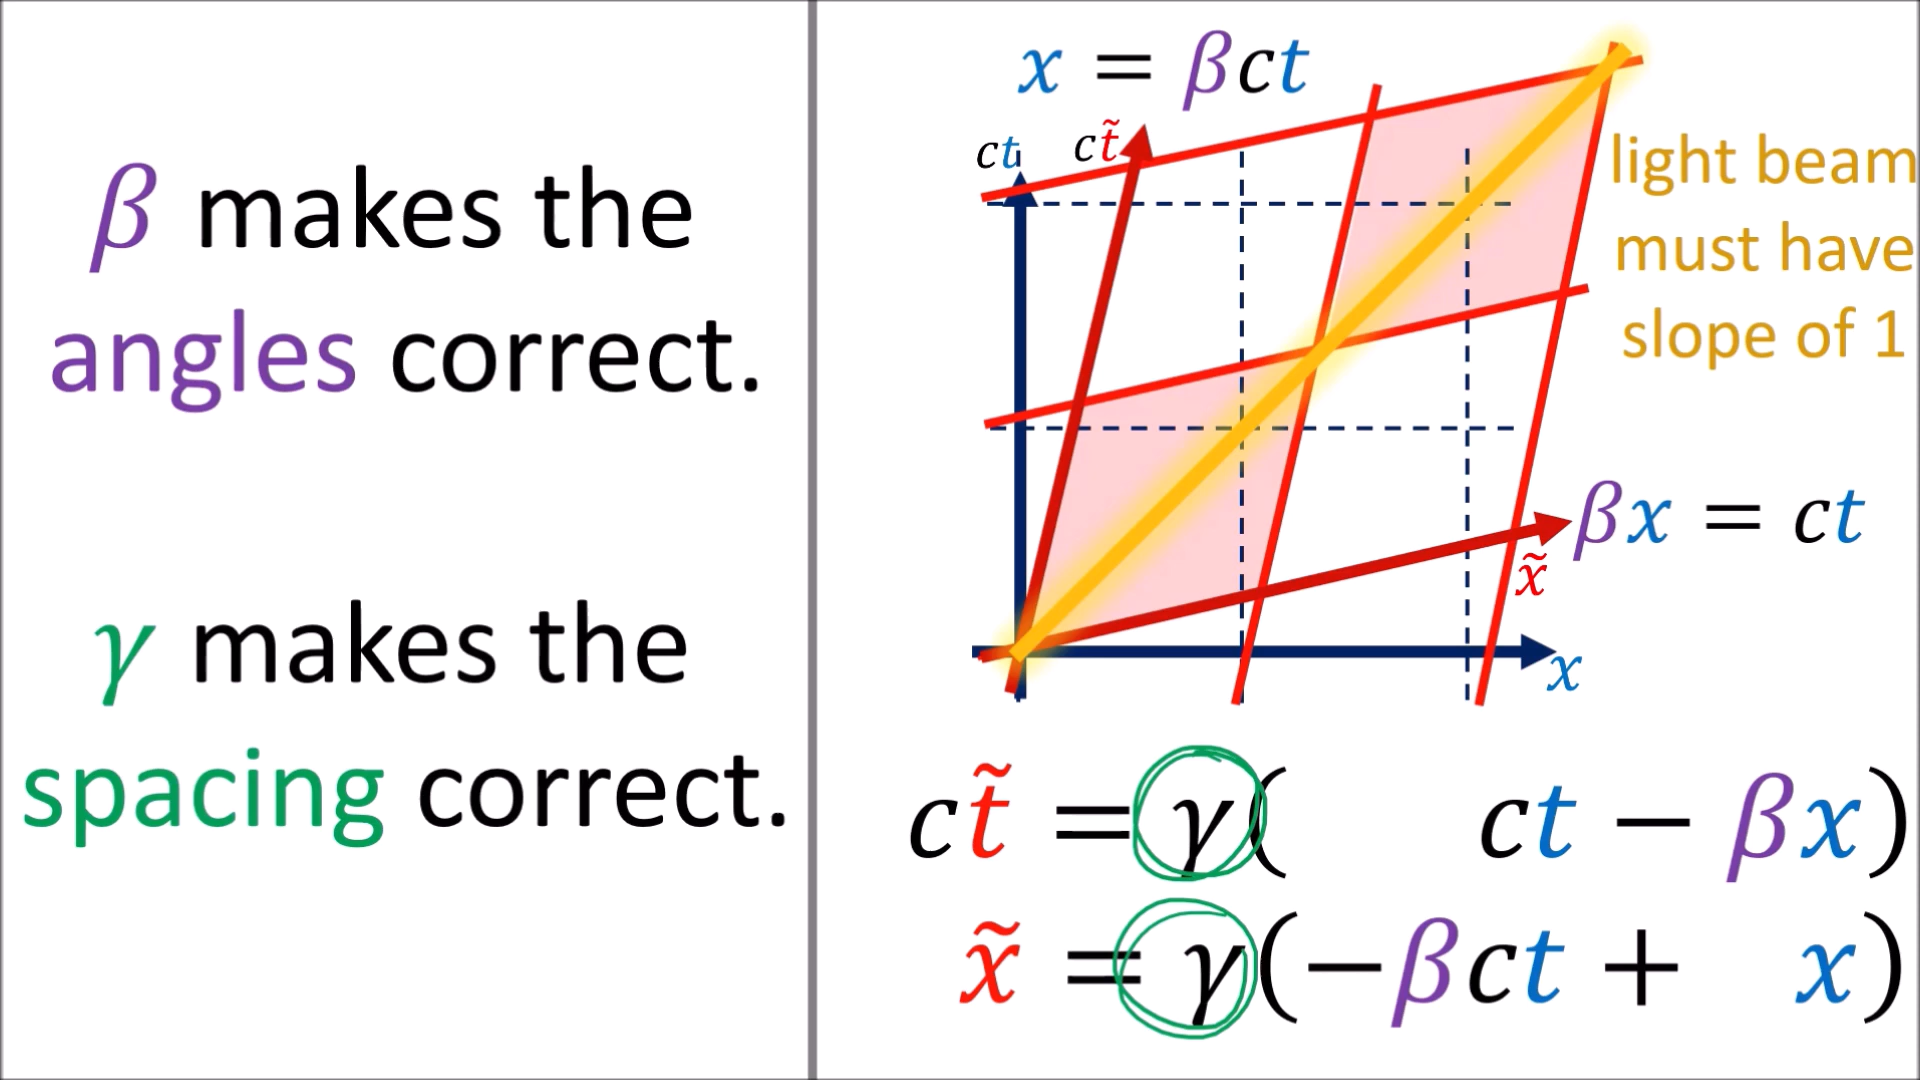 β makes the
angles correct.
γ makes the
spacing correct.
x = βct
ct
ct̃
light beam
must have
slope of 1
βx = ct
x̃
x
ct̃ = γ( ct − βx)
x̃ = γ(−βct + x)